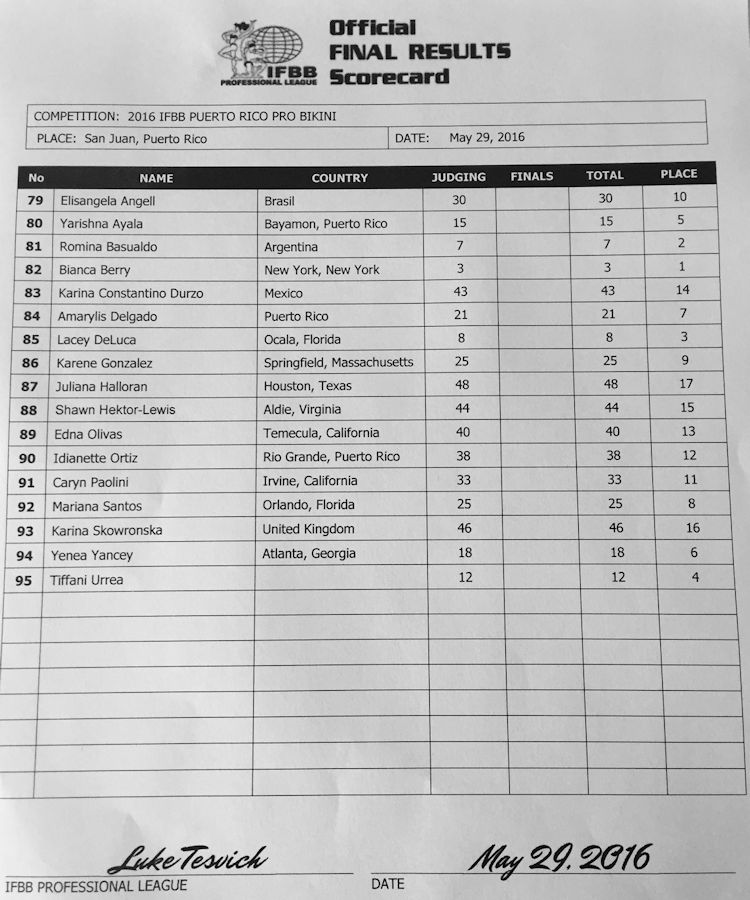 IFBB
PROFESSIONAL LEAGUE
Official
FINAL RESULTS
Scorecard
COMPETITION: 2016 IFBB PUERTO RICO PRO BIKINI
PLACE: San Juan, Puerto Rico DATE: May 29, 2016
No NAME COUNTRY JUDGING FINALS TOTAL PLACE
79 Elisangela Angell Brasil 30 30 10
80 Yarishna Ayala Bayamon, Puerto Rico 15 15 5
81 Romina Basualdo Argentina 7 7 2
82 Bianca Berry New York, New York 3 3 1
83 Karina Constantino Durzo Mexico 43 43 14
84 Amarylis Delgado Puerto Rico 21 21 7
85 Lacey DeLuca Ocala, Florida 8 8 3
86 Karene Gonzalez Springfield, Massachusetts 25 25 9
87 Juliana Halloran Houston, Texas 48 48 17
88 Shawn Hektor-Lewis Aldie, Virginia 44 44 15
89 Edna Olivas Temecula, California 40 40 13
90 Idianette Ortiz Rio Grande, Puerto Rico 38 38 12
91 Caryn Paolini Irvine, California 33 33 11
92 Mariana Santos Orlando, Florida 25 25 8
93 Karina Skowronska United Kingdom 46 46 16
94 Yenea Yancey Atlanta, Georgia 18 18 6
95 Tiffani Urrea 12 12 4
Luke Tesvich May 29. 2016
IFBB PROFESSIONAL LEAGUE DATE